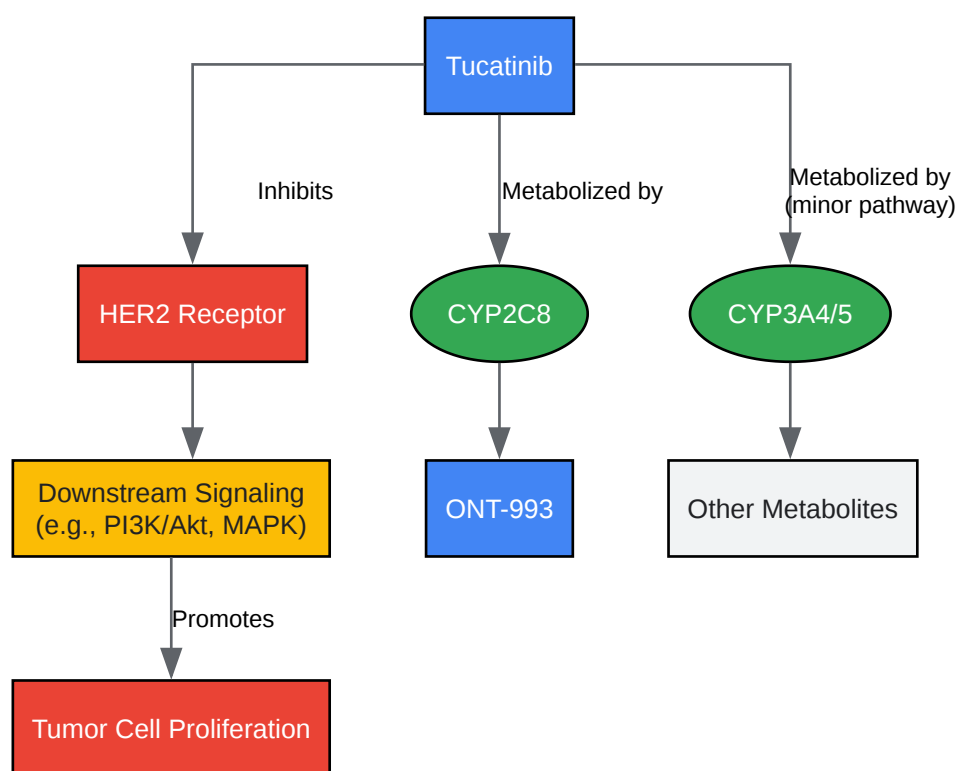 Tucatinib
Inhibits
Metabolized by
Metabolized by
(minor pathway)
HER2 Receptor
CYP2C8
CYP3A4/5
Downstream Signaling
(e.g., PI3K/Akt, MAPK)
ONT-993
Other Metabolites
Promotes
Tumor Cell Proliferation